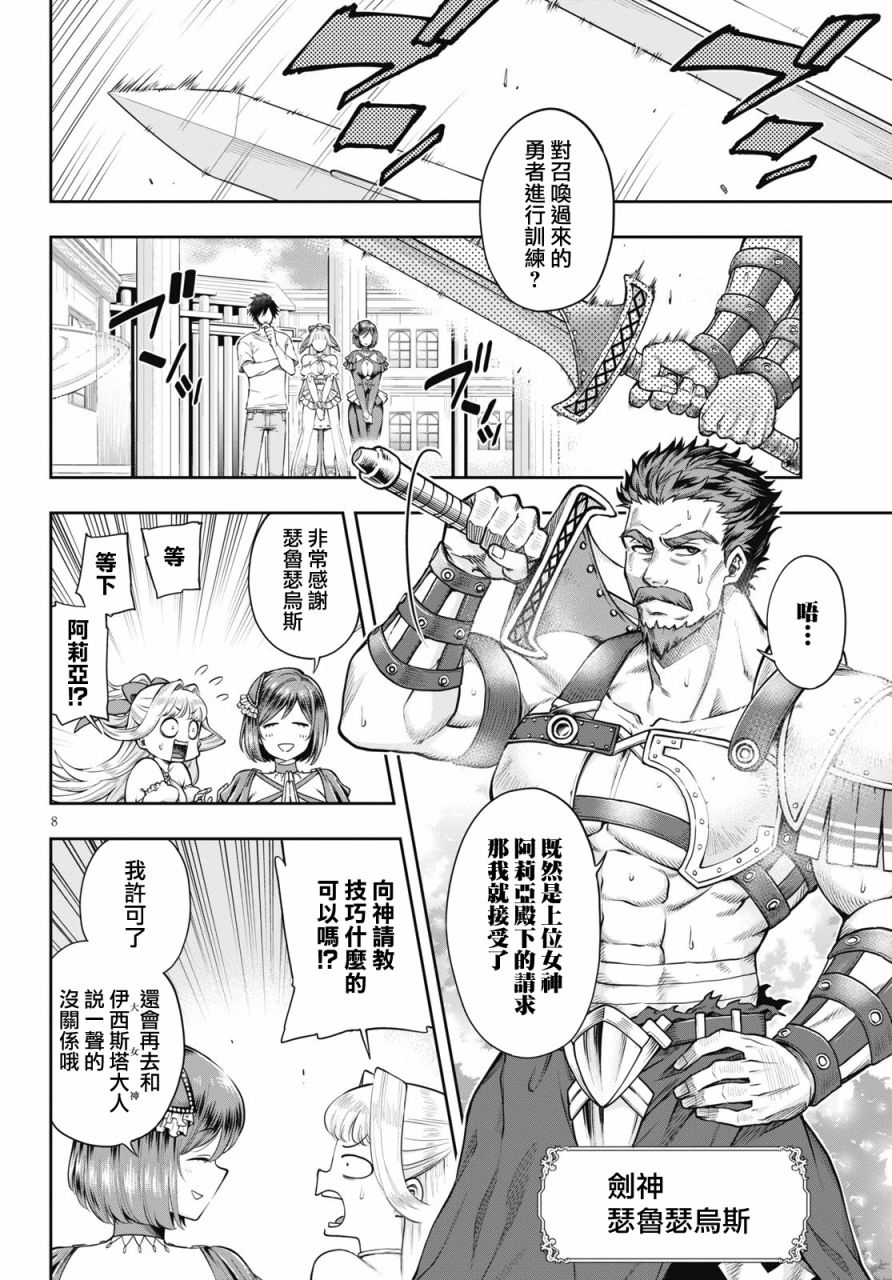 對召喚過來的
勇者進行訓練？
唔…
既然是上位女神
阿莉亞殿下的請求
那我就接受了
劍神
瑟魯瑟烏斯
非常感謝
瑟魯瑟烏斯
等
等下
阿莉亞!?
向神請教
技巧什麼的
可以嗎!?
我許可了
還會再去和
伊西斯塔大人
大女神
說一聲的
沒關係哦
8